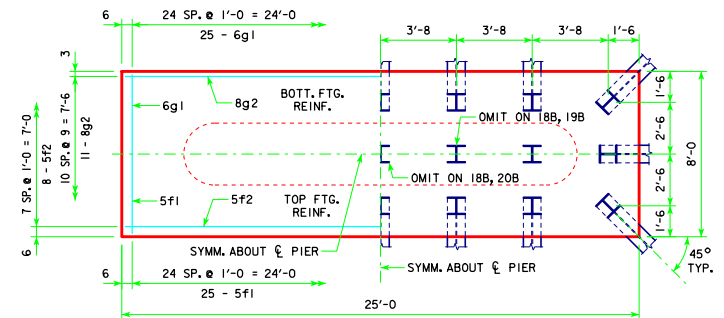 6
24 SP. @ 1'-0 = 24'-0
25 - 6g1
3'-8
3'-8
3'-8
1'-6
3
6g1
8g2
BOTT. FTG.
REINF.
OMIT ON 18B, 19B
1'-6
2'-6
8'-0
7 SP. @ 1'-0 = 7'-0
8 - 5f2
10 SP. @ 9 = 7'-6
11 - 8g2
OMIT ON 18B, 20B
5f1
5f2
TOP FTG.
REINF.
2'-6
1'-6
6
SYMM. ABOUT ℄ PIER
SYMM. ABOUT ℄ PIER
45°
TYP.
6
24 SP. @ 1'-0 = 24'-0
25 - 5f1
25'-0